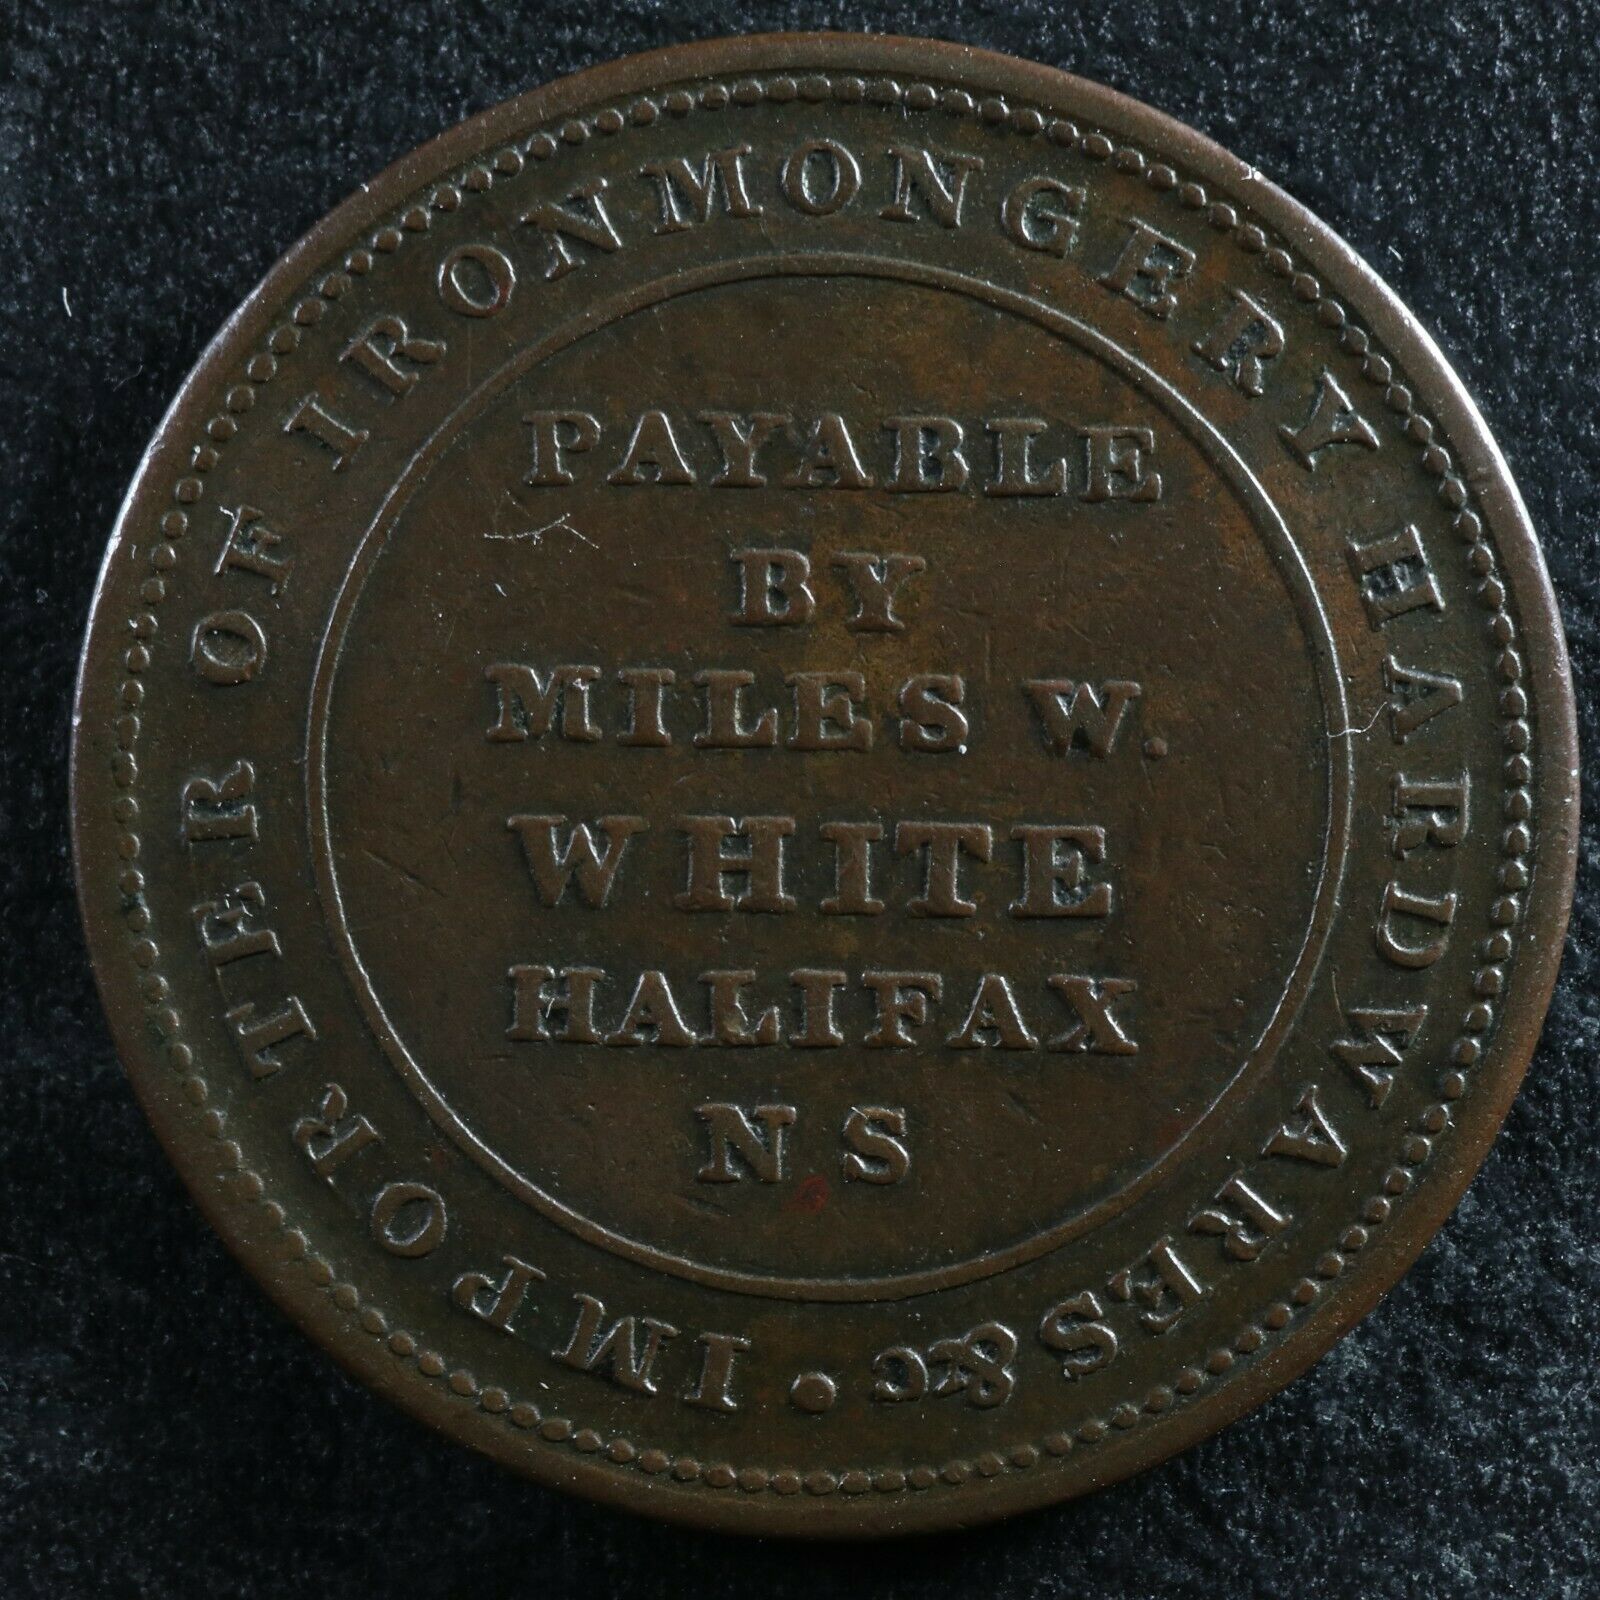 PAYABLE
BY
MILES W.
WHITE
HALIFAX
N S
IMPORTER OF IRONMONGERY HARDWARES &c •